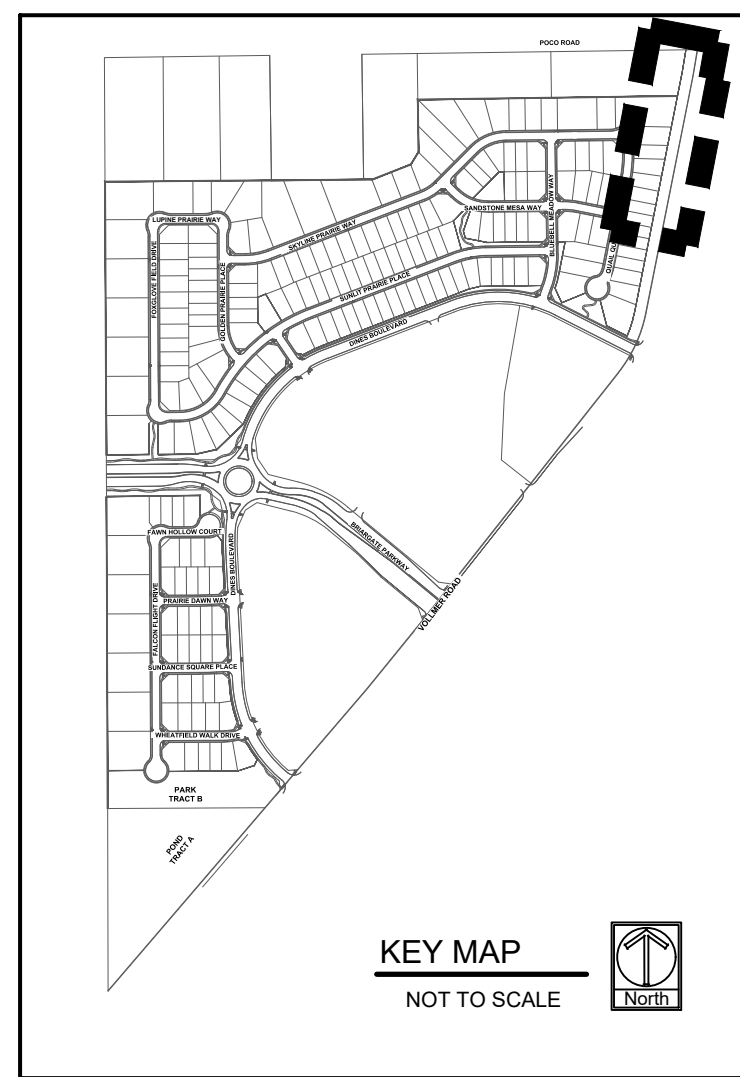 POCO ROAD
LUPINE PRAIRIE WAY
SKYLINE PRAIRIE WAY
SANDSTONE MESA WAY
BLUEBELL MEADOW WAY
QUAIL
FOXGLOVE FIELD DRIVE
GOLDEN PRAIRIE PLACE
SUNLIT PRAIRIE PLACE
DINES BOULEVARD
BRIARGATE PARKWAY
VOLLMER ROAD
FAWN HOLLOW COURT
DINES BOULEVARD
FALCON FLIGHT DRIVE
PRAIRIE DAWN WAY
SUNDANCE SQUARE PLACE
WHEATFIELD WALK DRIVE
PARK
TRACT B
POND
TRACT A
KEY MAP
NOT TO SCALE
North